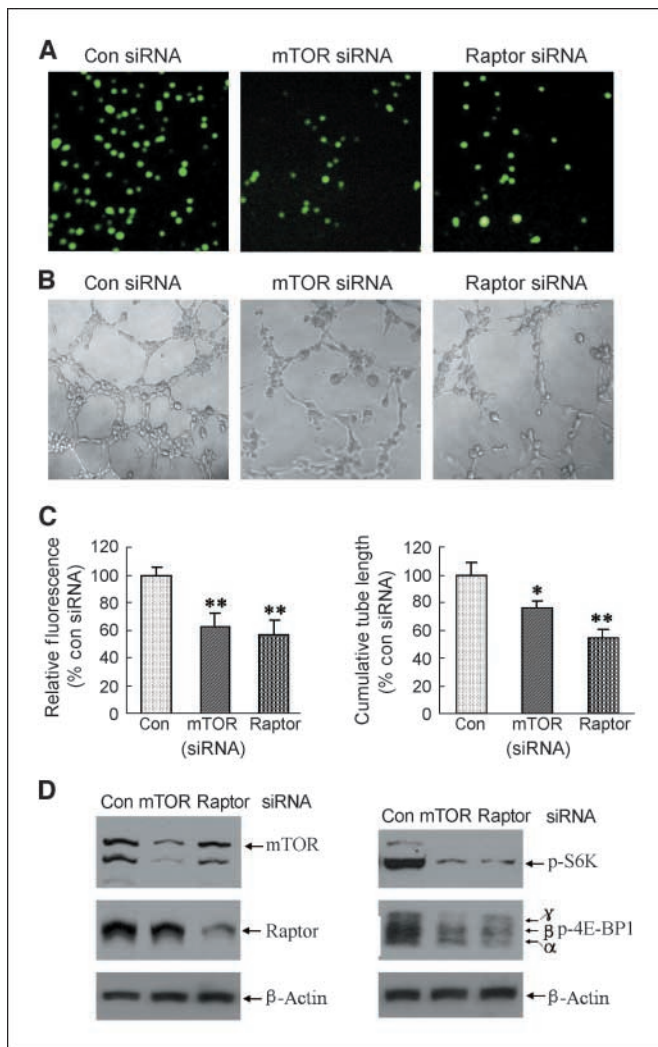 A
Con siRNA mTOR siRNA Raptor siRNA
B
Con siRNA mTOR siRNA Raptor siRNA
C
Relative fluorescence
(% con siRNA)
120
100
80
60
40
20
0
** **
Con mTOR Raptor
(siRNA)
Cumulative tube length
(% con siRNA)
120
100
80
60
40
20
0
* **
Con mTOR Raptor
(siRNA)
D
Con mTOR Raptor siRNA
mTOR
Raptor
β-Actin
Con mTOR Raptor siRNA
p-S6K
γ
β p-4E-BP1
α
β-Actin